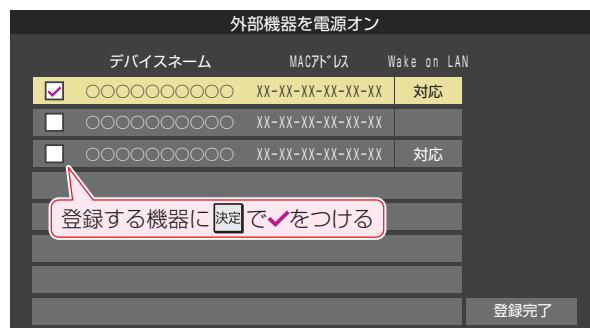 外部機器を電源オン
デバイスネーム MACｱﾄﾞﾚｽ Wake on LAN
○○○○○○○○○○ XX-XX-XX-XX-XX-XX 対応
○○○○○○○○○○ XX-XX-XX-XX-XX-XX
○○○○○○○○○○ XX-XX-XX-XX-XX-XX 対応
登録する機器に 決定 で✓をつける
登録完了